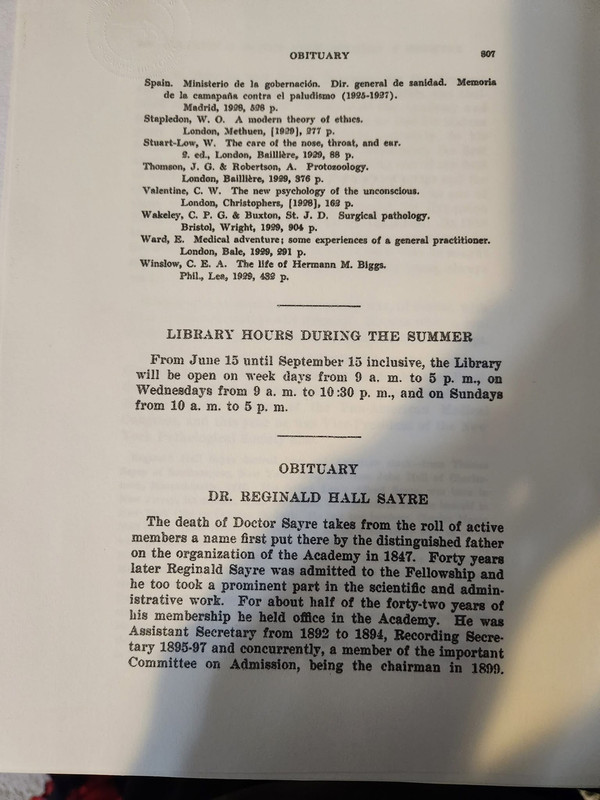 OBITUARY 807
Spain. Ministerio de la gobernación. Dir. general de sanidad. Memoria
de la camapaña contra el paludismo (1925-1927).
Madrid, 1928, 528 p.
Stapledon, W. O. A modern theory of ethics.
London, Methuen, [1929], 277 p.
Stuart-Low, W. The care of the nose, throat, and ear.
2. ed., London, Baillière, 1929, 88 p.
Thomson, J. G. & Robertson, A. Protozoology.
London, Baillière, 1929, 376 p.
Valentine, C. W. The new psychology of the unconscious.
London, Christophers, [1928], 162 p.
Wakeley, C. P. G. & Buxton, St. J. D. Surgical pathology.
Bristol, Wright, 1929, 904 p.
Ward, E. Medical adventure; some experiences of a general practitioner.
London, Bale, 1929, 291 p.
Winslow, C. E. A. The life of Hermann M. Biggs.
Phil., Lea, 1929, 432 p.
LIBRARY HOURS DURING THE SUMMER
From June 15 until September 15 inclusive, the Library
will be open on week days from 9 a. m. to 5 p. m., on
Wednesdays from 9 a. m. to 10:30 p. m., and on Sundays
from 10 a. m. to 5 p. m.
OBITUARY
DR. REGINALD HALL SAYRE
The death of Doctor Sayre takes from the roll of active
members a name first put there by the distinguished father
on the organization of the Academy in 1847. Forty years
later Reginald Sayre was admitted to the Fellowship and
he too took a prominent part in the scientific and admin-
istrative work. For about half of the forty-two years of
his membership he held office in the Academy. He was
Assistant Secretary from 1892 to 1894, Recording Secre-
tary 1895-97 and concurrently, a member of the important
Committee on Admission, being the chairman in 1899.